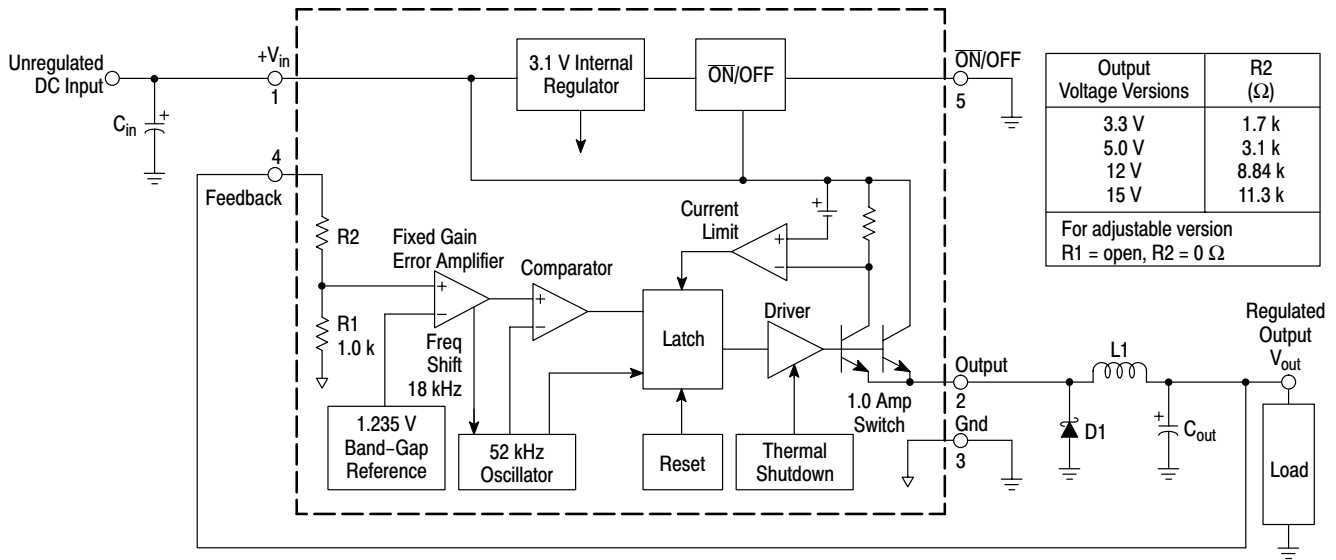 Unregulated
DC Input
+Vin
1
Cin
+
3.1 V Internal
Regulator
ON/OFF
ON/OFF
5
Output
Voltage Versions
R2
(Ω)
3.3 V
1.7 k
5.0 V
3.1 k
12 V
8.84 k
15 V
11.3 k
For adjustable version
R1 = open, R2 = 0 Ω
4
Feedback
R2
R1
1.0 k
Fixed Gain
Error Amplifier
+
−
Freq
Shift
18 kHz
Comparator
+
−
Current
Limit
+
−
+
Latch
Driver
1.0 Amp
Switch
Output
2
Gnd
3
L1
D1
+
Cout
Regulated
Output
Vout
Load
1.235 V
Band−Gap
Reference
52 kHz
Oscillator
Reset
Thermal
Shutdown